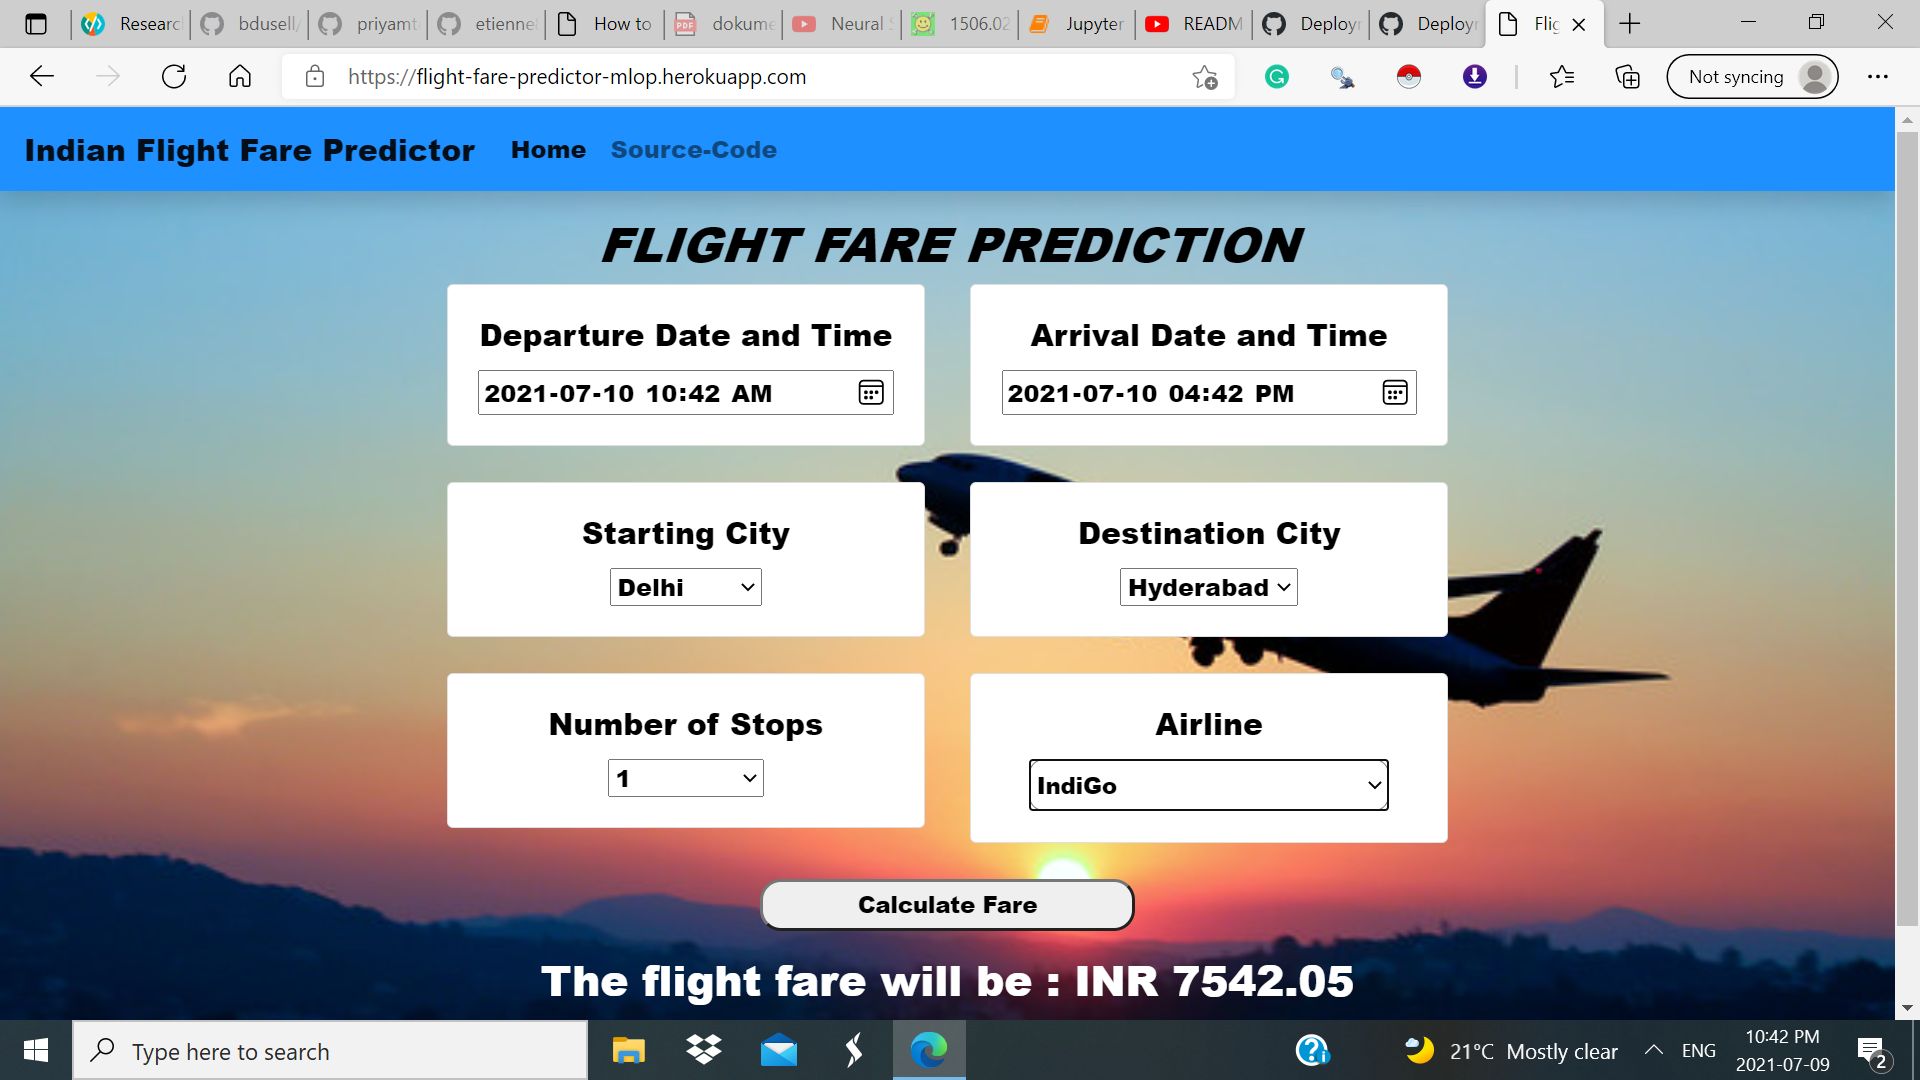 Researc
bdusell/
priyamt
etienne
How to
dokume
Neural S
1506.02
Jupyter
READM
Deployr
Deployr
Flig
https://flight-fare-predictor-mlop.herokuapp.com
Not syncing
Indian Flight Fare Predictor Home Source-Code
FLIGHT FARE PREDICTION
Departure Date and Time
2021-07-10 10:42 AM
Arrival Date and Time
2021-07-10 04:42 PM
Starting City
Delhi
Destination City
Hyderabad
Number of Stops
1
Airline
IndiGo
Calculate Fare
The flight fare will be : INR 7542.05
Type here to search
21°C Mostly clear
ENG
10:42 PM
2021-07-09
2